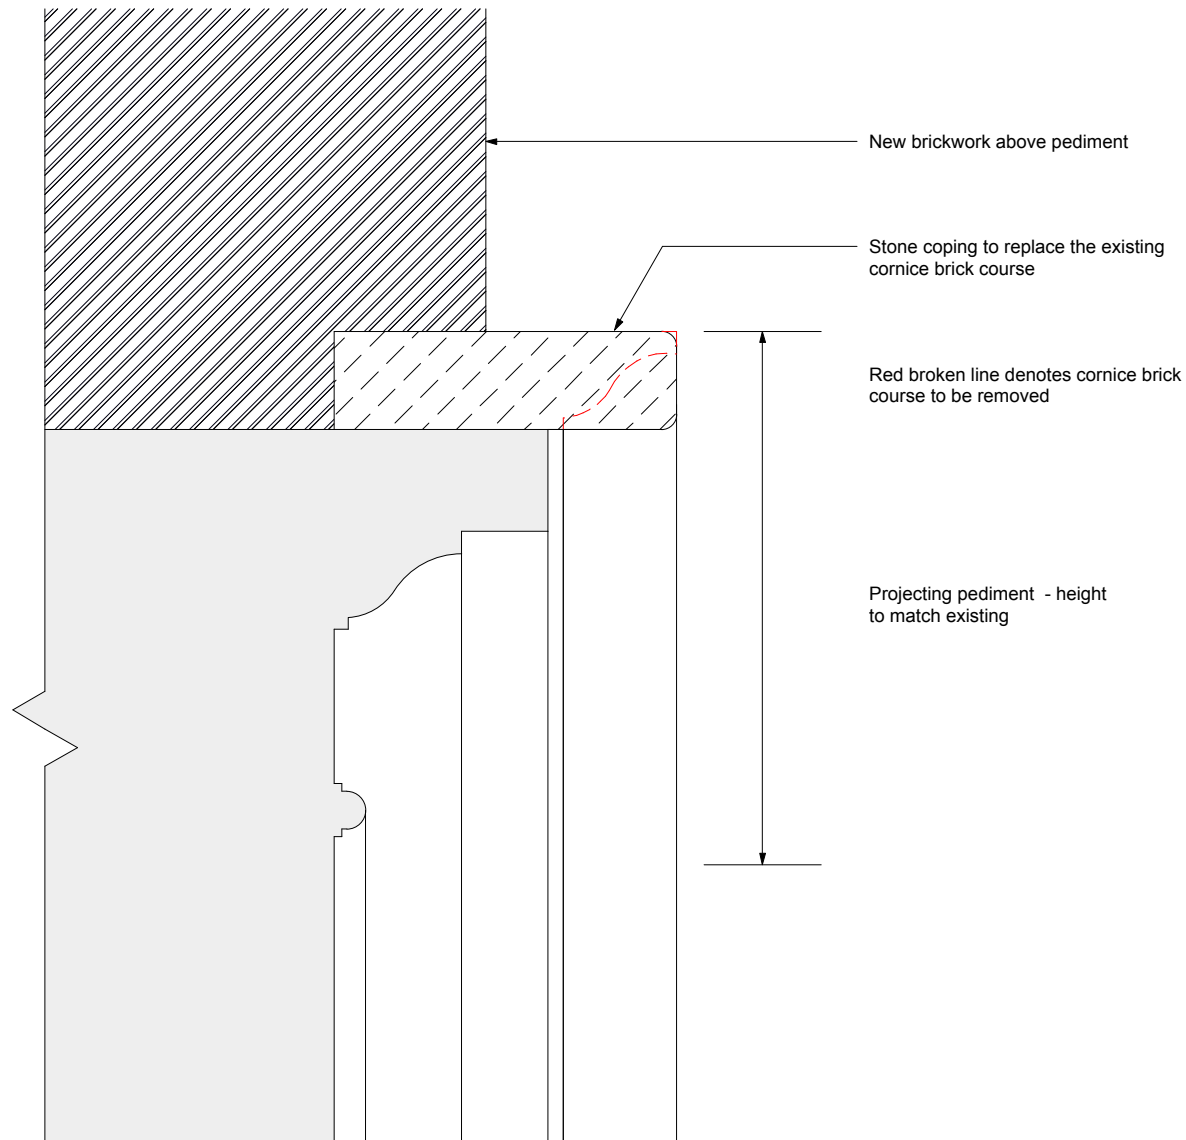 New brickwork above pediment
Stone coping to replace the existing
cornice brick course
Red broken line denotes cornice brick
course to be removed
Projecting pediment - height
to match existing